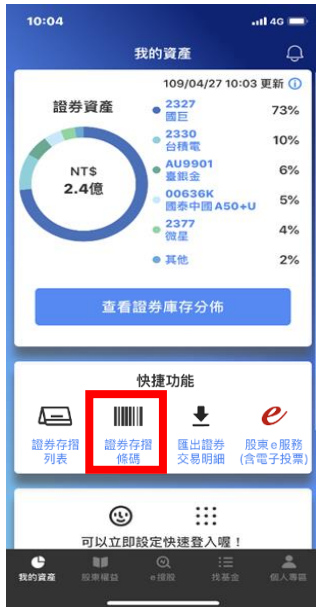 10:04
4G
我的資產
109/04/27 10:03 更新
證券資產
NT$
2.4億
2327
國巨
73%
2330
台積電
10%
AU9901
臺銀金
6%
00636K
國泰中國A50+U
5%
2377
微星
4%
其他
2%
查看證券庫存分佈
快捷功能
證券存摺
列表
證券存摺
條碼
匯出證券
交易明細
e
股東e服務
(含電子投票)
可以立即設定快速登入喔！
我的資產
股東權益
e搜股
找基金
個人專區